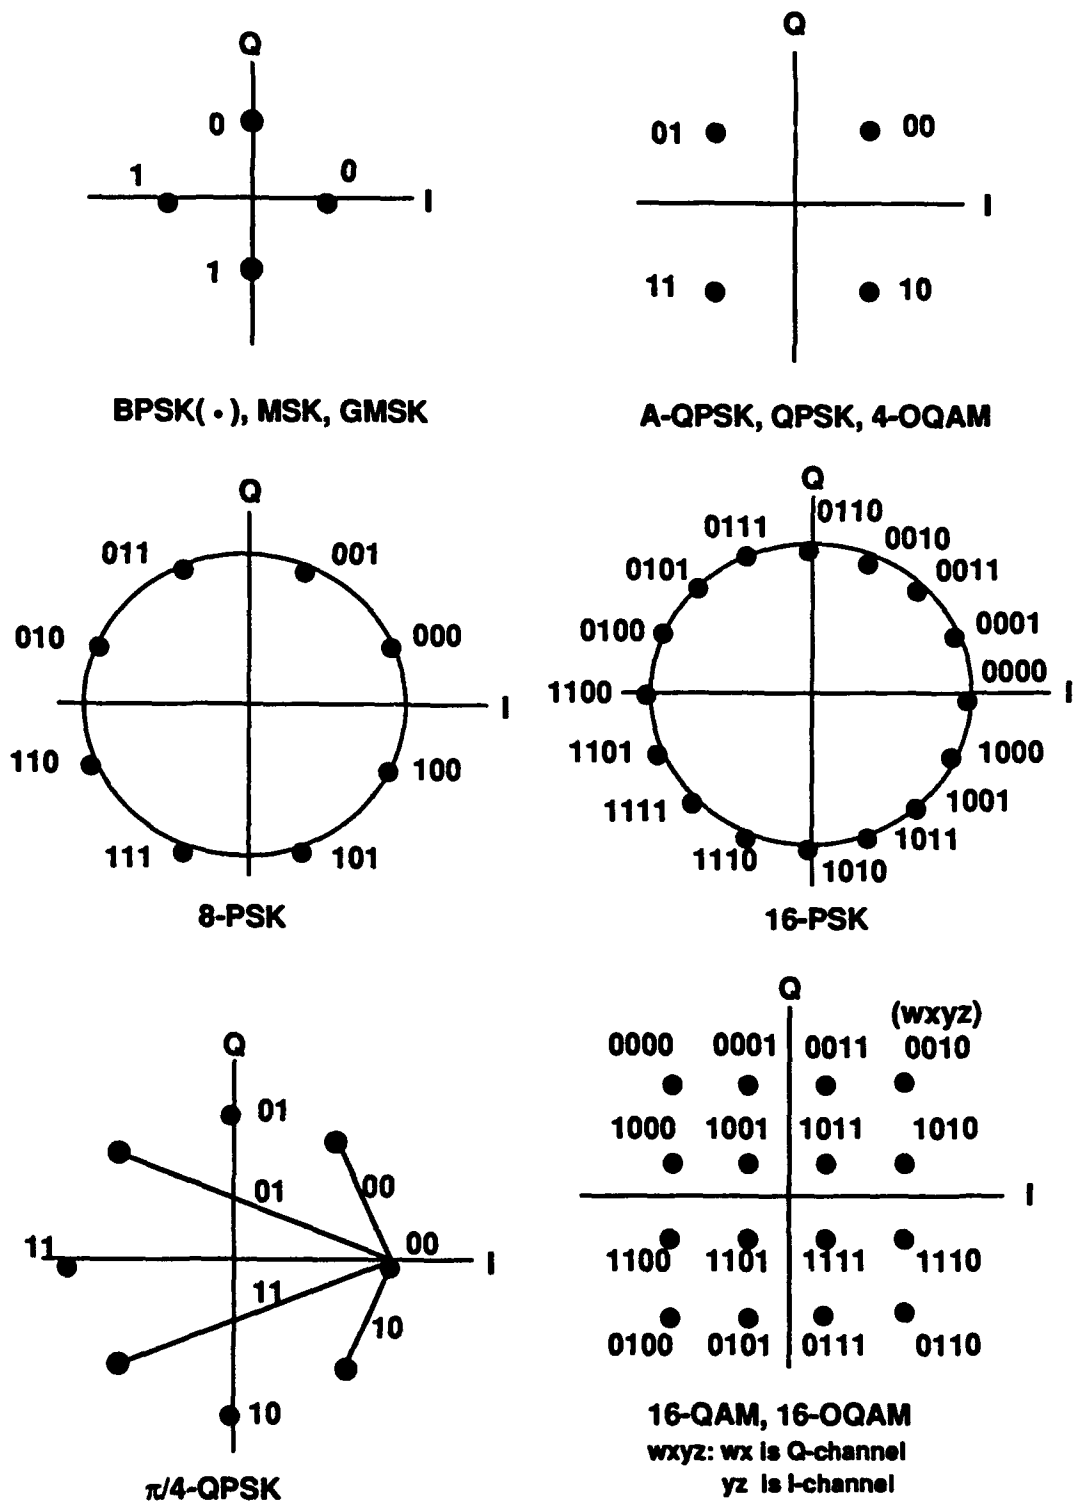 Q
0
1
0
I
1
BPSK( • ), MSK, GMSK
Q
01
00
I
11
10
A-QPSK, QPSK, 4-OQAM
Q
011
001
010
000
I
110
100
111
101
8-PSK
Q
0110
0111
0010
0101
0011
0100
0001
0000
1100
I
1101
1000
1111
1001
1110
1011
1010
16-PSK
Q
01
01
00
11
00
I
11
10
10
π/4-QPSK
Q
(wxyz)
0000 0001 0011 0010
1000 1001 1011 1010
I
1100 1101 1111 1110
0100 0101 0111 0110
16-QAM, 16-OQAM
wxyz: wx is Q-channel
yz is I-channel